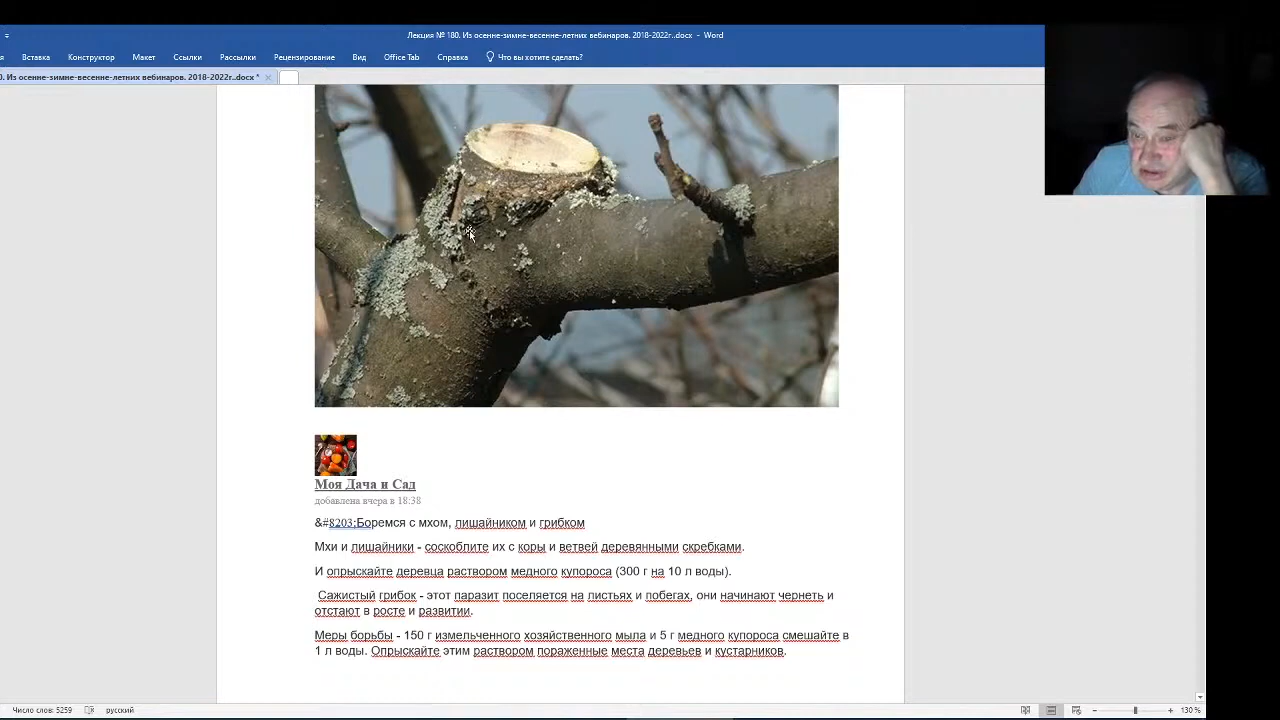 Лекция № 180. Из осенне-зимне-весенне-летних вебинаров. 2018-2022г..docx - Word
Вставка Конструктор Макет Ссылки Рассылки Рецензирование Вид Office Tab Справка Что вы хотите сделать?
0. Из осенне-зимне-весенне-летних вебинаров. 2018-2022г..docx *
Моя Дача и Сад
добавлена вчера в 18:38
&#8203;Боремся с мхом, лишайником и грибком
Мхи и лишайники - соскоблите их с коры и ветвей деревянными скребками.
И опрыскайте деревца раствором медного купороса (300 г на 10 л воды).
Сажистый грибок - этот паразит поселяется на листьях и побегах, они начинают чернеть и
отстают в росте и развитии.
Меры борьбы - 150 г измельченного хозяйственного мыла и 5 г медного купороса смешайте в
1 л воды. Опрыскайте этим раствором пораженные места деревьев и кустарников.
Число слов: 5259 русский 130 %